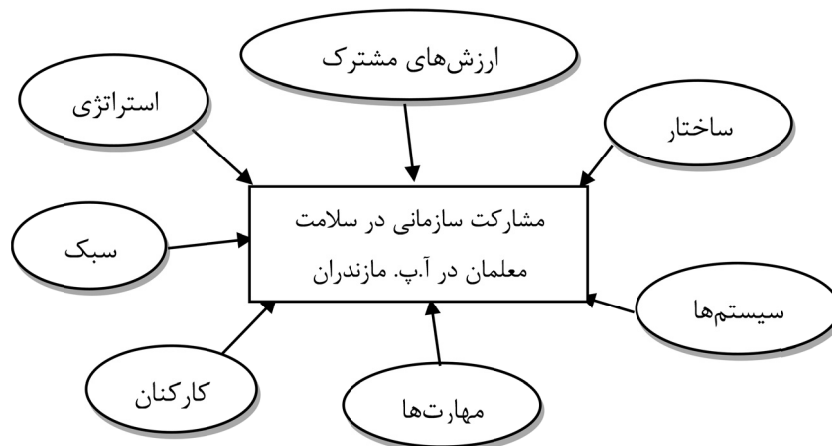 ارزش‌های مشترک
ساختار
استراتژی
مشارکت سازمانی در سلامت
معلمان در آ.پ. مازندران
سبک
سیستم‌ها
کارکنان
مهارت‌ها